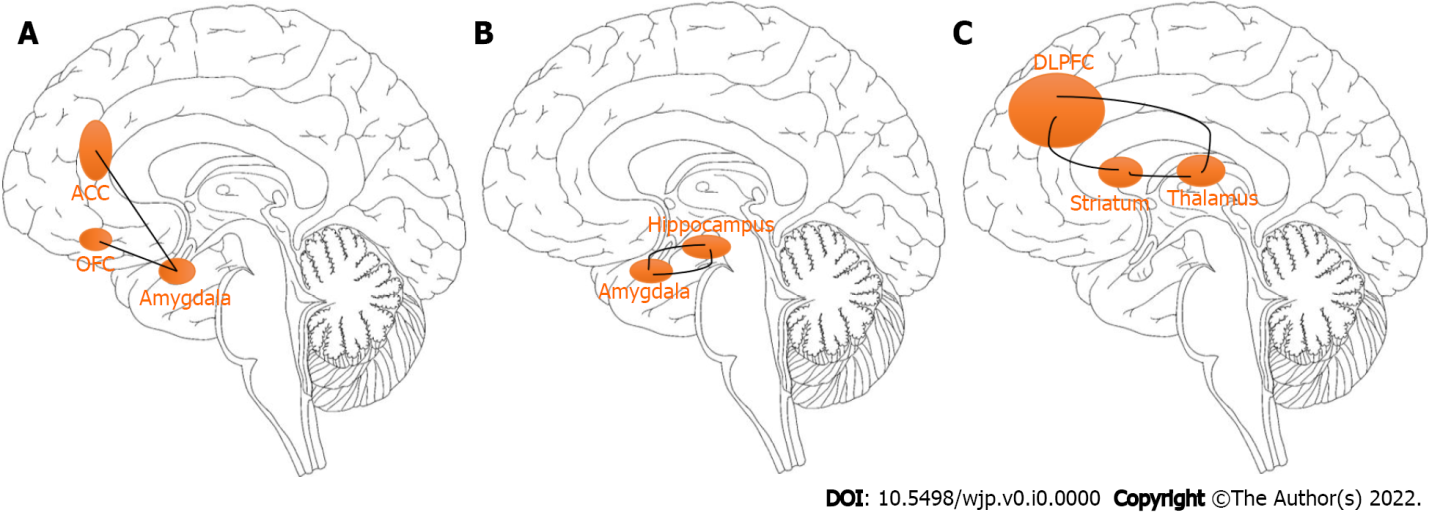 A
B
C
ACC
OFC
Amygdala
Hippocampus
Amygdala
DLPFC
Striatum
Thalamus
DOI: 10.5498/wjp.v0.i0.0000 Copyright ©The Author(s) 2022.